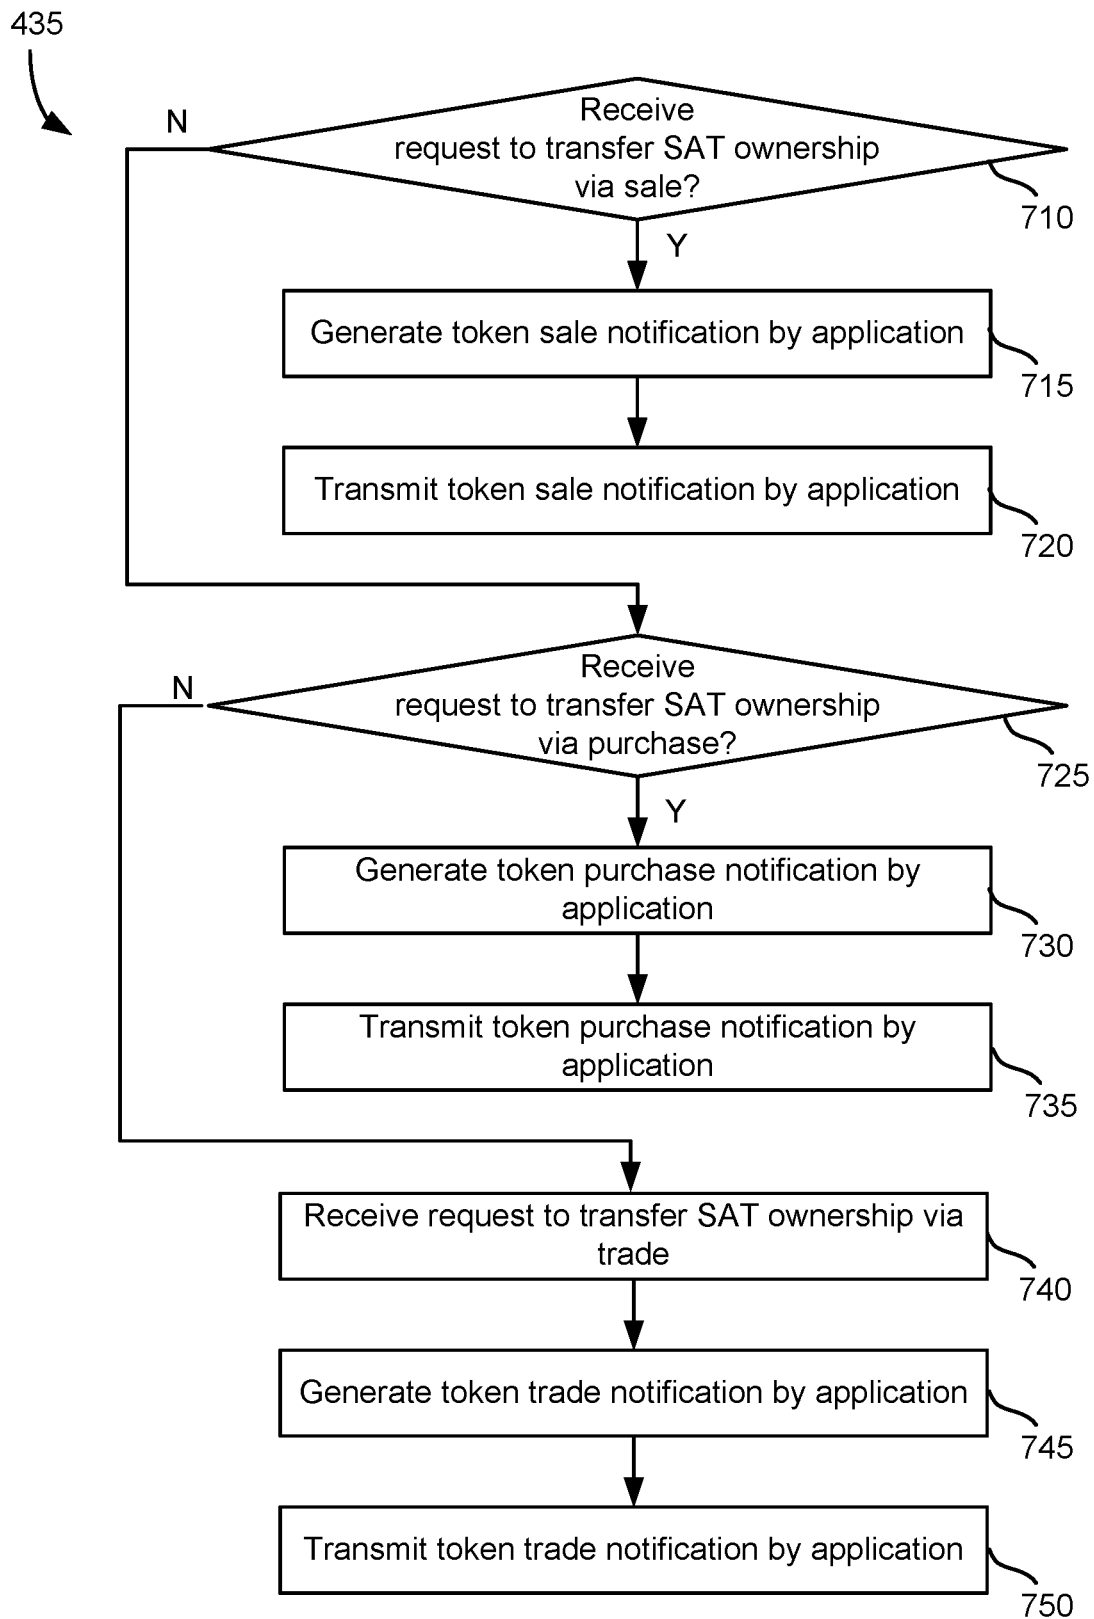 435
N
Receive
request to transfer SAT ownership
via sale?
710
Y
Generate token sale notification by application
715
Transmit token sale notification by application
720
N
Receive
request to transfer SAT ownership
via purchase?
725
Y
Generate token purchase notification by
application
730
Transmit token purchase notification by
application
735
Receive request to transfer SAT ownership via
trade
740
Generate token trade notification by application
745
Transmit token trade notification by application
750